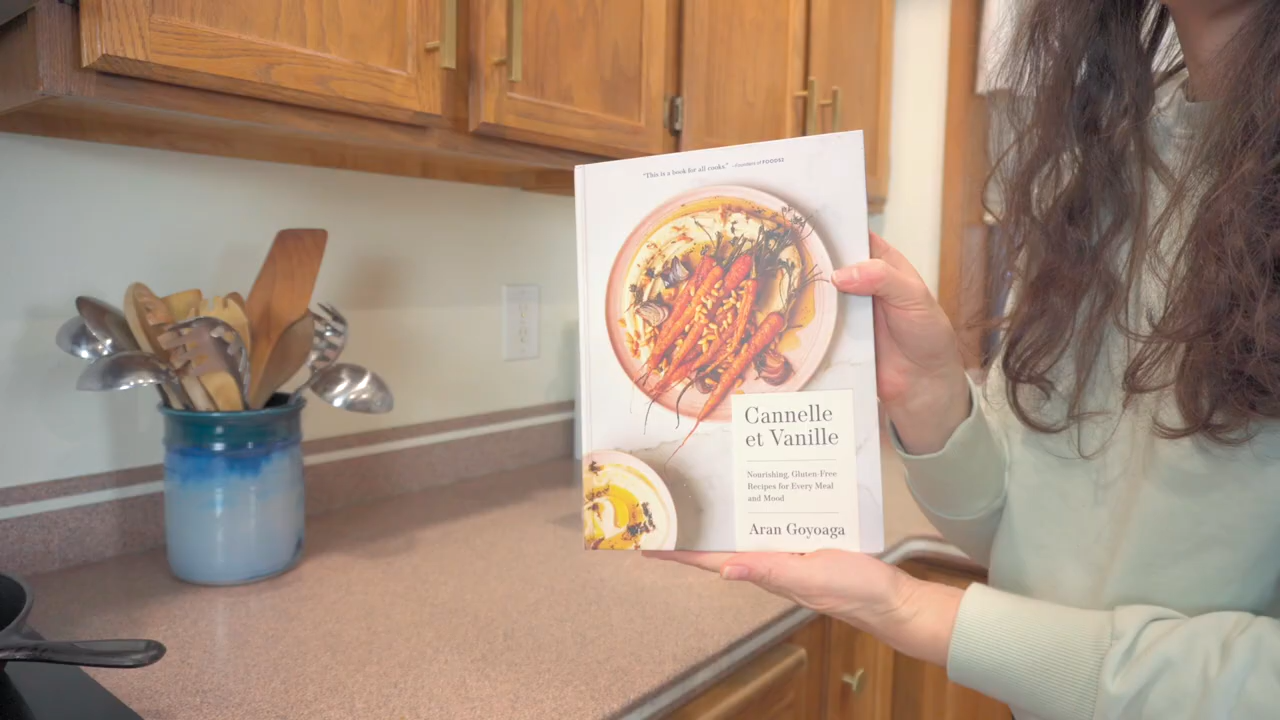 "This is a book for all cooks." —founders of FOOD52
Cannelle
et Vanille
Nourishing, Gluten-Free
Recipes for Every Meal
and Mood
Aran Goyoaga